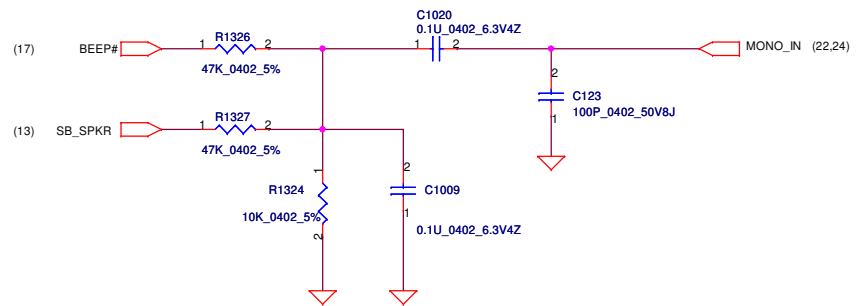 C1020
0.1U_0402_6.3V4Z
R1326
(17) BEEP# 1 2 1 2 MONO_IN (22,24)
47K_0402_5%
2
C123
100P_0402_50V8J
1
R1327
(13) SB_SPKR 1 2
47K_0402_5%
1 2
R1324 C1009
10K_0402_5% 1
2 0.1U_0402_6.3V4Z